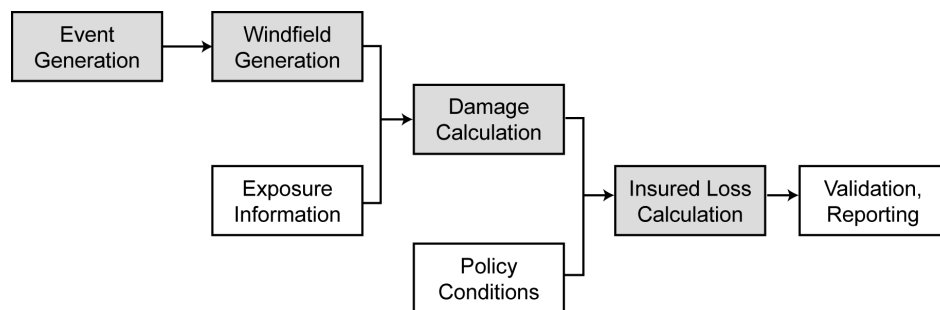 Event
Generation
Windfield
Generation
Damage
Calculation
Exposure
Information
Insured Loss
Calculation
Validation,
Reporting
Policy
Conditions